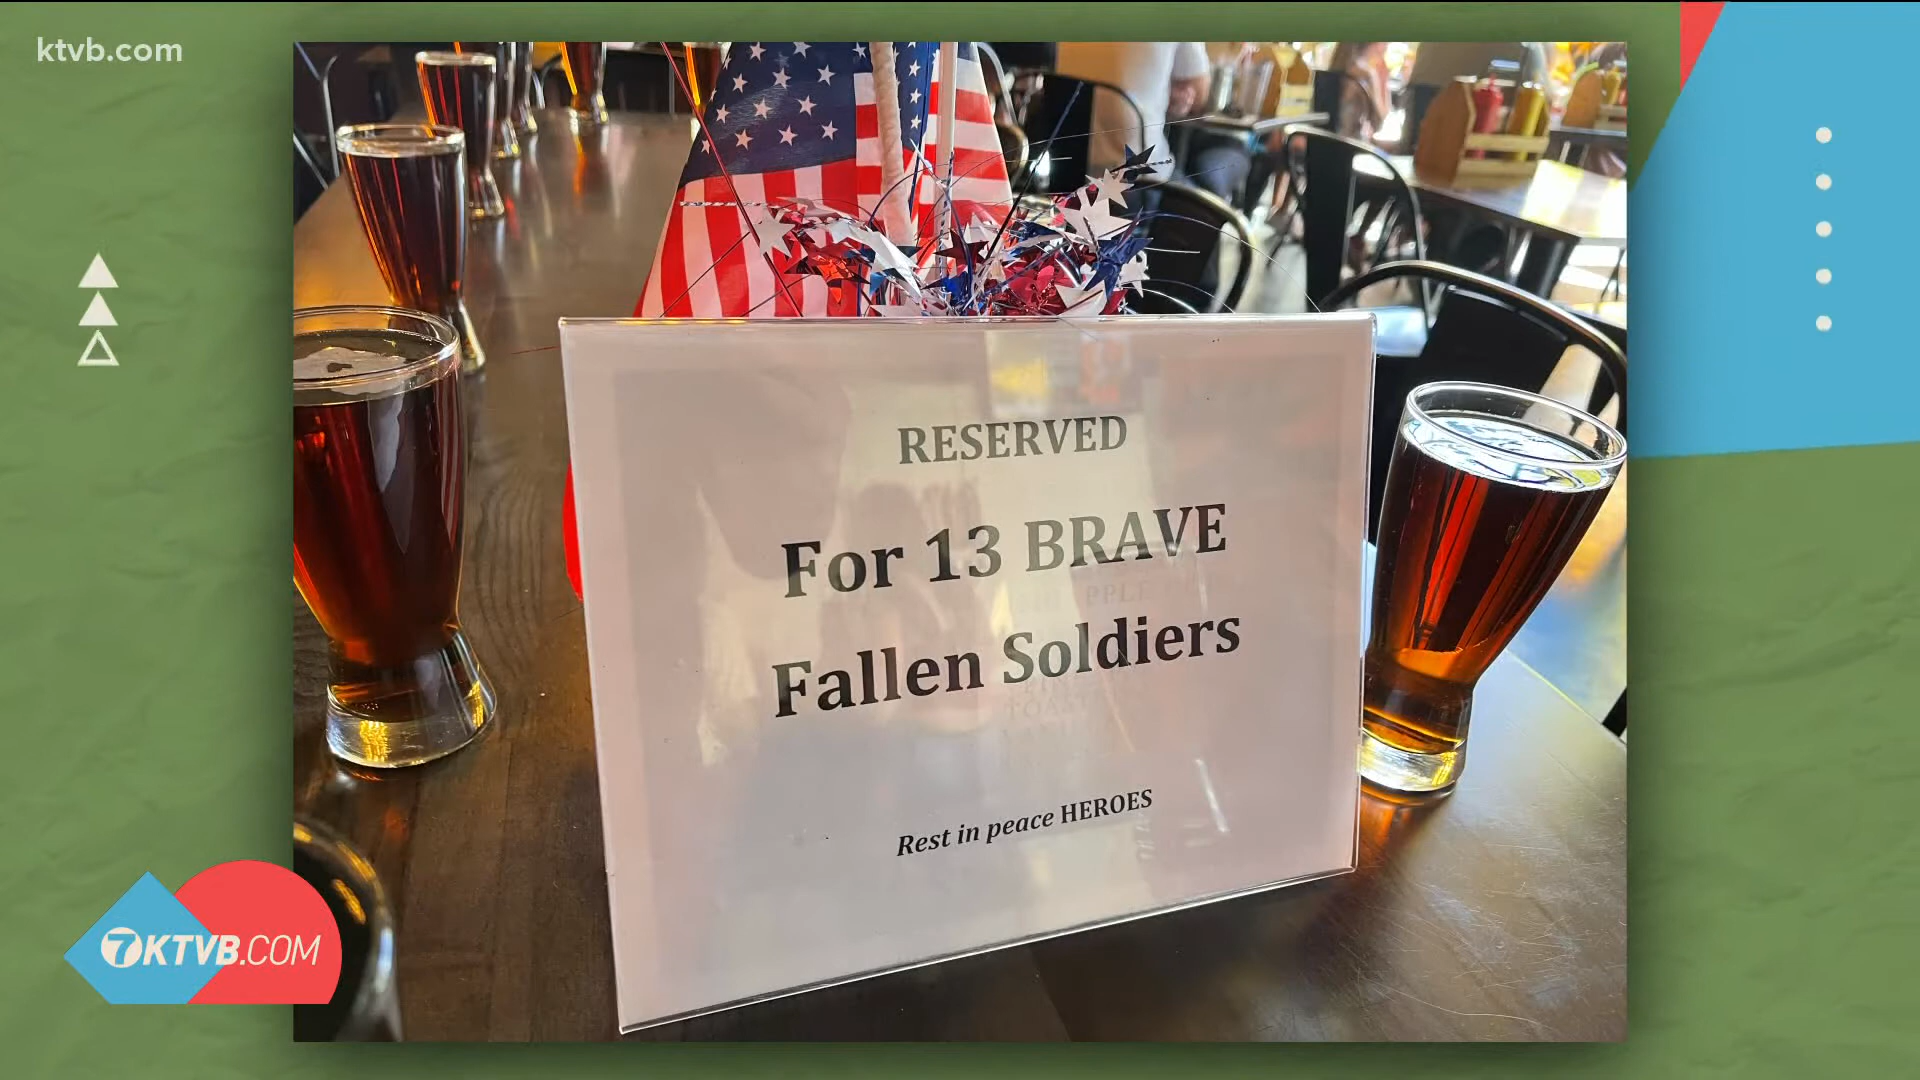 ktvb.com
RESERVED
For 13 BRAVE
Fallen Soldiers
Rest in peace HEROES
7KTVB.COM